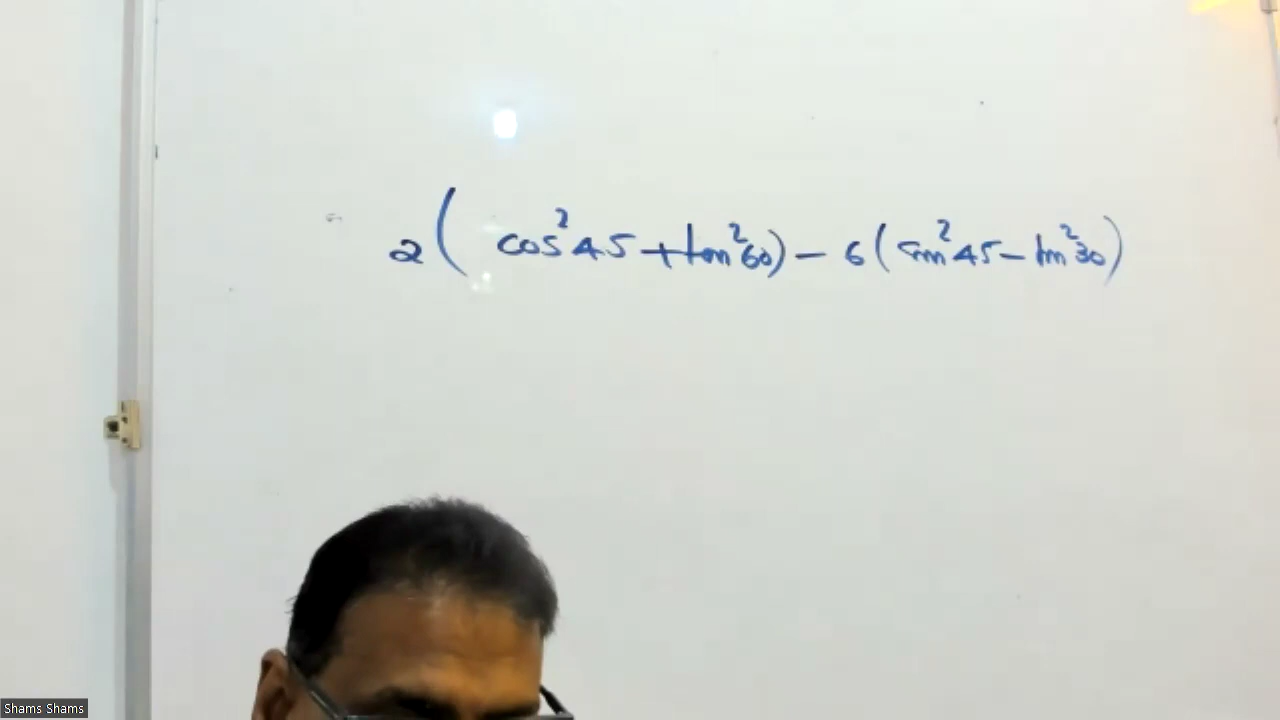 2 ( cos²45 + tan²60) - 6 ( sin²45 - tan²30 )
Shams Shams